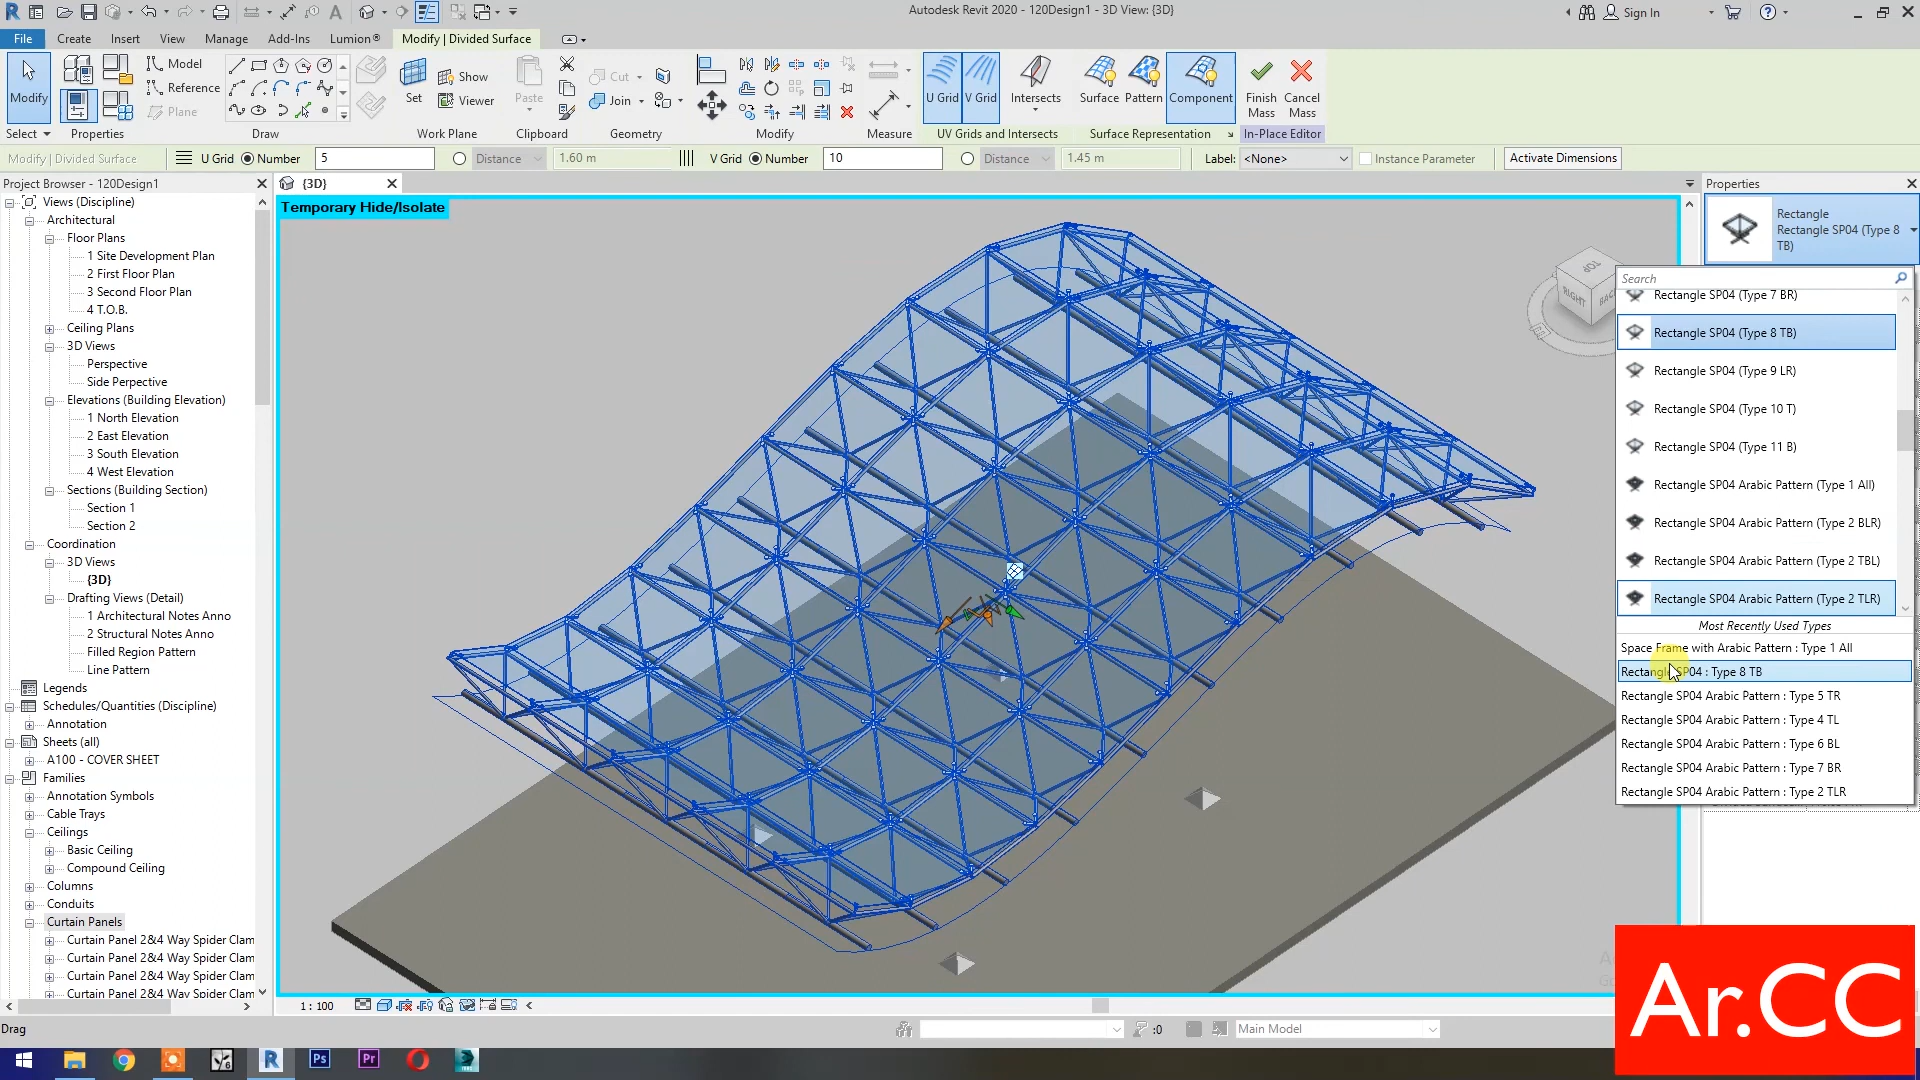 Autodesk Revit 2020 - 120Design1 - 3D View: {3D}
Sign In
File Create Insert View Manage Add-Ins Lumion® Modify | Divided Surface
Modify
Model
Reference
Plane
Set
Show
Viewer
Paste
Cut
Join
U Grid V Grid
Intersects
Surface Pattern Component
Finish Mass
Cancel Mass
Select Properties Draw Work Plane Clipboard Geometry Modify Measure UV Grids and Intersects Surface Representation In-Place Editor
Modify | Divided Surface U Grid Number 5 Distance 1.60 m V Grid Number 10 Distance 1.45 m Label: <None> Instance Parameter Activate Dimensions
Project Browser - 120Design1
Views (Discipline)
Architectural
Floor Plans
1 Site Development Plan
2 First Floor Plan
3 Second Floor Plan
4 T.O.B.
Ceiling Plans
3D Views
Perspective
Side Perpective
Elevations (Building Elevation)
1 North Elevation
2 East Elevation
3 South Elevation
4 West Elevation
Sections (Building Section)
Section 1
Section 2
Coordination
3D Views
{3D}
Drafting Views (Detail)
1 Architectural Notes Anno
2 Structural Notes Anno
Filled Region Pattern
Line Pattern
Legends
Schedules/Quantities (Discipline)
Annotation
Sheets (all)
A100 - COVER SHEET
Families
Annotation Symbols
Cable Trays
Ceilings
Basic Ceiling
Compound Ceiling
Columns
Conduits
Curtain Panels
Curtain Panel 2&4 Way Spider Clam
Curtain Panel 2&4 Way Spider Clam
Curtain Panel 2&4 Way Spider Clam
Curtain Panel 2&4 Way Spider Clam
{3D}
Temporary Hide/Isolate
TOP
RIGHT
BACK
Properties
Rectangle
Rectangle SP04 (Type 8
TB)
Search
Rectangle SP04 (Type 7 BR)
Rectangle SP04 (Type 8 TB)
Rectangle SP04 (Type 9 LR)
Rectangle SP04 (Type 10 T)
Rectangle SP04 (Type 11 B)
Rectangle SP04 Arabic Pattern (Type 1 All)
Rectangle SP04 Arabic Pattern (Type 2 BLR)
Rectangle SP04 Arabic Pattern (Type 2 TBL)
Rectangle SP04 Arabic Pattern (Type 2 TLR)
Most Recently Used Types
Space Frame with Arabic Pattern : Type 1 All
Rectangle SP04 : Type 8 TB
Rectangle SP04 Arabic Pattern : Type 5 TR
Rectangle SP04 Arabic Pattern : Type 4 TL
Rectangle SP04 Arabic Pattern : Type 6 BL
Rectangle SP04 Arabic Pattern : Type 7 BR
Rectangle SP04 Arabic Pattern : Type 2 TLR
Ar.CC
1 : 100
Drag
:0
Main Model
Ps
Pr